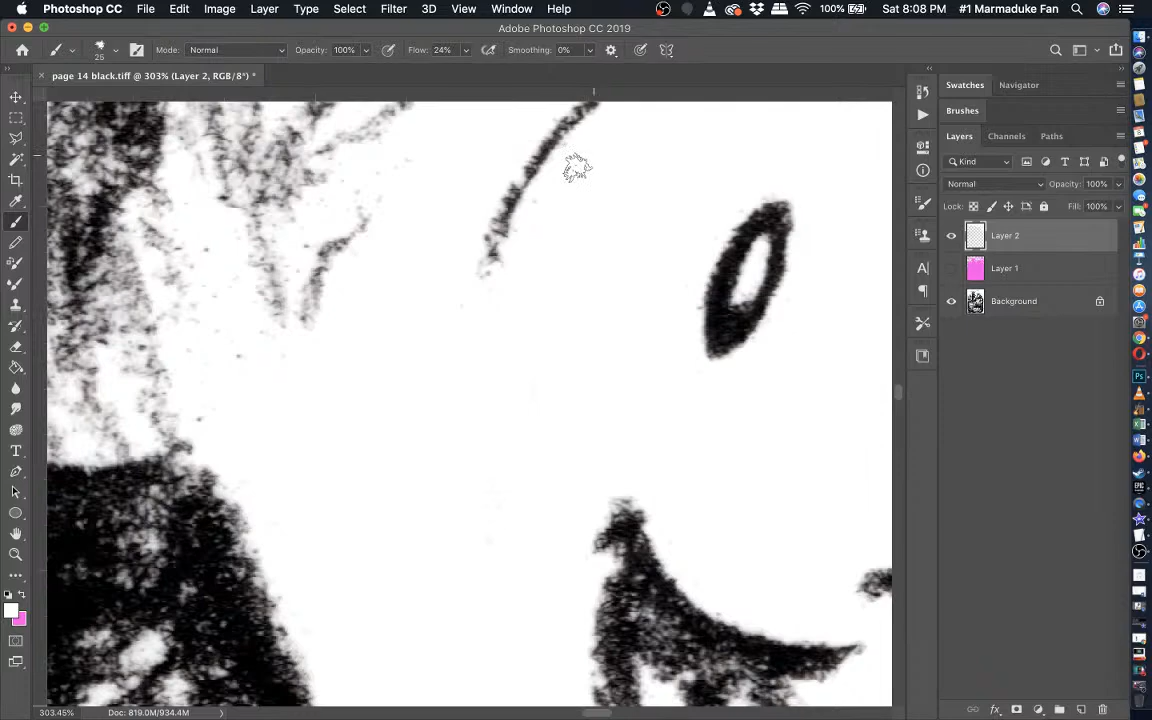 Photoshop CC File Edit Image Layer Type Select Filter 3D View Window Help 100% Sat 8:08 PM #1 Marmaduke Fan
Adobe Photoshop CC 2019
25 Mode: Normal Opacity: 100% Flow: 24% Smoothing: 0%
page 14 black.tiff @ 303% (Layer 2, RGB/8*) *
Swatches Navigator
Brushes
Layers Channels Paths
Kind
Normal Opacity: 100%
Lock: Fill: 100%
Layer 2
Layer 1
Background
303.45% Doc: 819.0M/934.4M